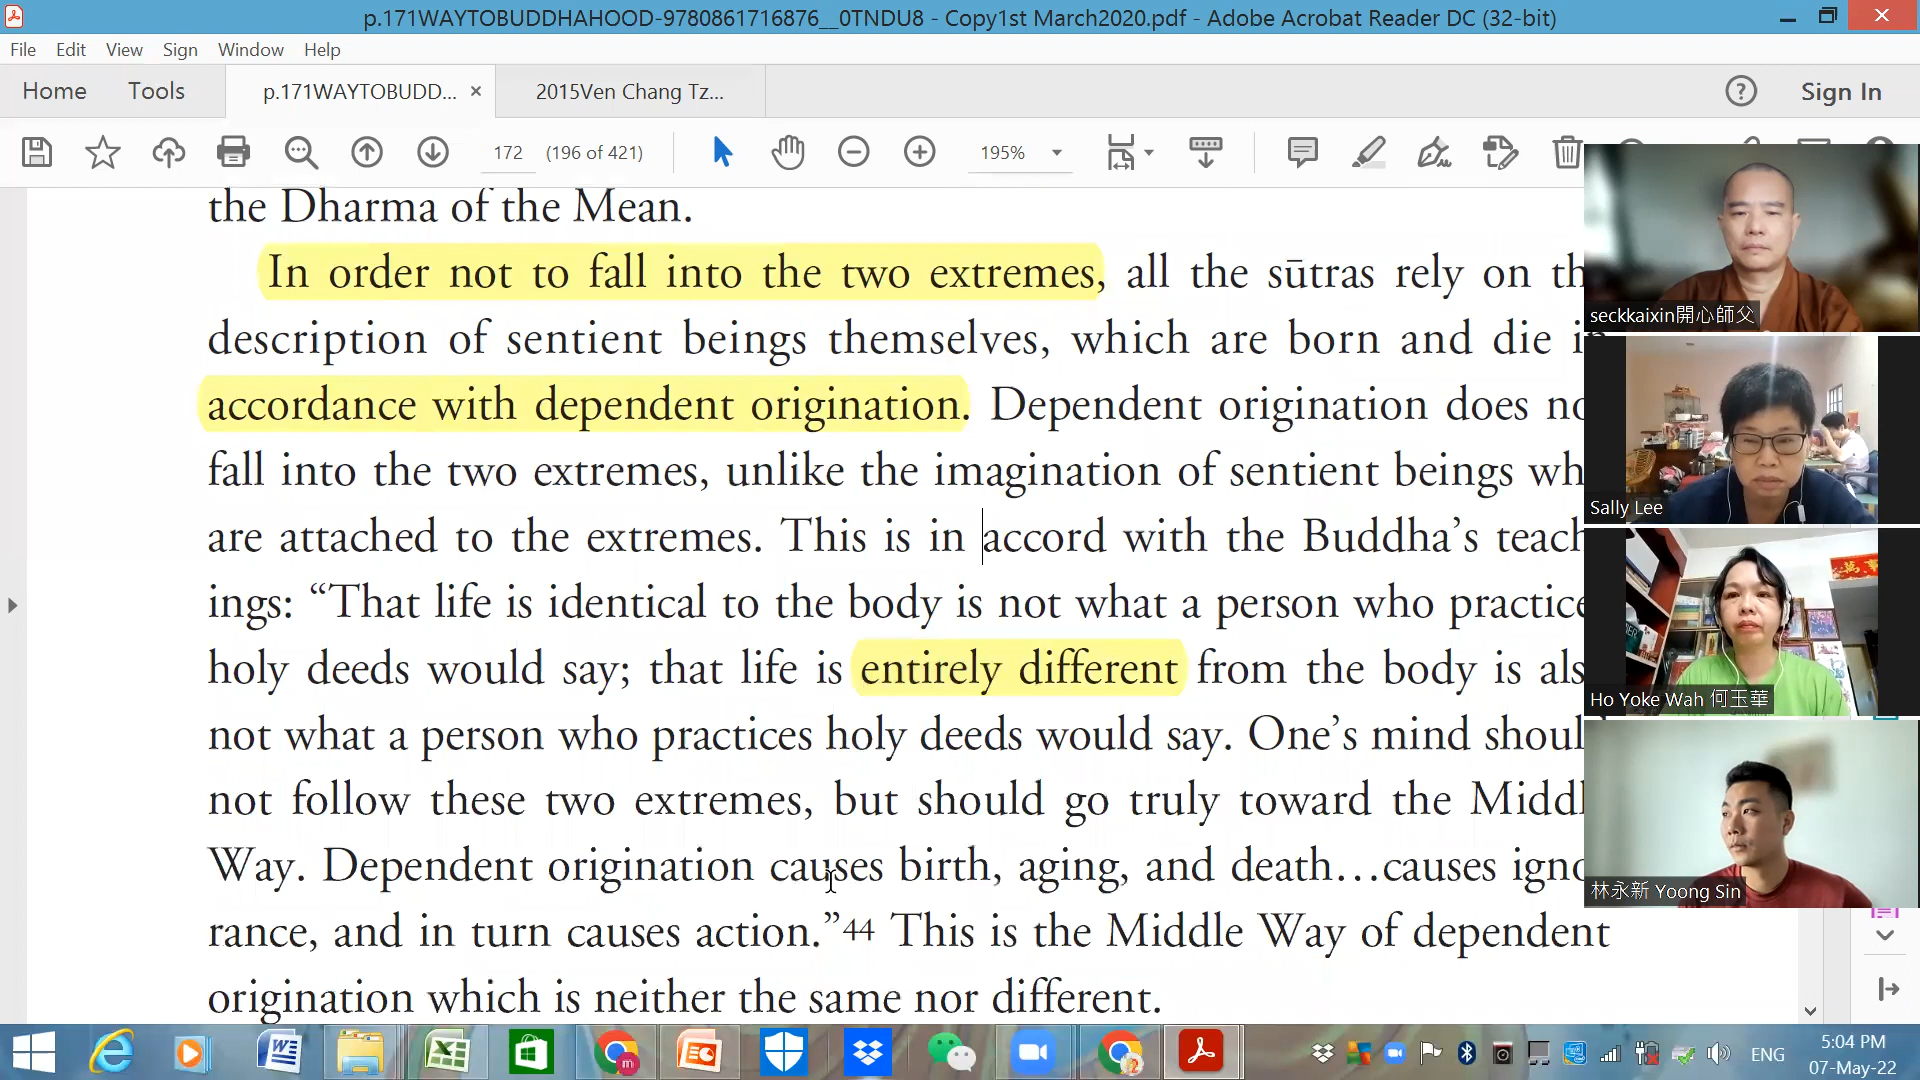 p.171WAYTOBUDDHAHOOD-9780861716876__0TNDU8 - Copy1st March2020.pdf - Adobe Acrobat Reader DC (32-bit)
File Edit View Sign Window Help
Home Tools p.171WAYTOBUDD... × 2015Ven Chang Tz... Sign In
172 (196 of 421) 195%
the Dharma of the Mean.
In order not to fall into the two extremes, all the sūtras rely on th
description of sentient beings themselves, which are born and die i
accordance with dependent origination. Dependent origination does no
fall into the two extremes, unlike the imagination of sentient beings wh
are attached to the extremes. This is in accord with the Buddha's teach
ings: “That life is identical to the body is not what a person who practice
holy deeds would say; that life is entirely different from the body is als
not what a person who practices holy deeds would say. One's mind shoul
not follow these two extremes, but should go truly toward the Middl
Way. Dependent origination causes birth, aging, and death…causes igno
rance, and in turn causes action.”44 This is the Middle Way of dependent
origination which is neither the same nor different.
seckkaixin開心師父
Sally Lee
Ho Yoke Wah 何玉華
林永新 Yoong Sin
ENG
5:04 PM
07-May-22